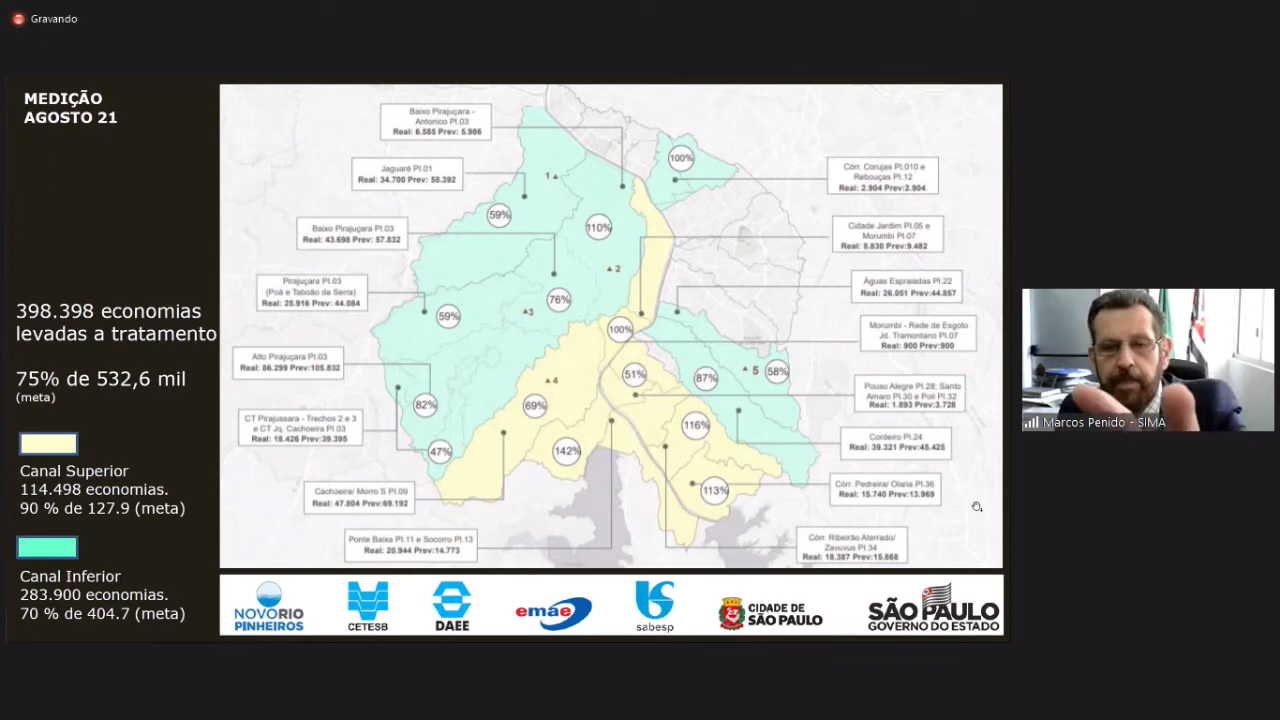 Gravando
MEDIÇÃO
AGOSTO 21
398.398 economias
levadas a tratamento
75% de 532,6 mil
(meta)
Canal Superior
114.498 economias.
90 % de 127.9 (meta)
Canal Inferior
283.900 economias.
70 % de 404.7 (meta)
Baixo Pirajuçara -
Antonico PI.03
Real: 6.585 Prev: 5.986
Jaguaré PI.01
Real: 34.700 Prev: 58.392
Baixo Pirajuçara PI.03
Real: 43.698 Prev: 57.832
Pirajuçara PI.03
(Poá e Taboão da Serra)
Real: 25.916 Prev: 44.084
Alto Pirajuçara PI.03
Real: 86.299 Prev:105.832
CT Pirajussara - Trechos 2 e 3
e CT Jq. Cachoeira PI.03
Real: 18.426 Prev:39.395
Cachoeira/ Morro S PI.09
Real: 47.804 Prev:69.192
Ponte Baixa PI.11 e Socorro PI.13
Real: 20.944 Prev:14.773
100%
1
59%
110%
2
76%
3
59%
100%
4
51%
87%
5
58%
82%
69%
116%
47%
142%
113%
Córr. Corujas PI.010 e
Rebouças PI.12
Real: 2.904 Prev:2.904
Cidade Jardim PI.05 e
Morumbi PI.07
Real: 8.830 Prev:9.482
Águas Espraiadas PI.22
Real: 26.051 Prev:44.857
Morumbi - Rede de Esgoto
Jd. Tramontano PI.07
Real: 900 Prev:900
Pouso Alegre PI.28; Santo
Amaro PI.30 e Poli PI.32
Real: 1.893 Prev:3.728
Cordeiro PI.24
Real: 39.321 Prev:45.425
Córr. Pedreira/ Olaria PI.36
Real: 15.740 Prev:13.969
Córr. Ribeirão Aterrado/
Zavuvus PI.34
Real: 18.387 Prev:15.868
NOVORIO
PINHEIROS
CETESB
DAEE
emae
sabesp
CIDADE DE
SÃO PAULO
SÃO PAULO
GOVERNO DO ESTADO
Marcos Penido - SIMA